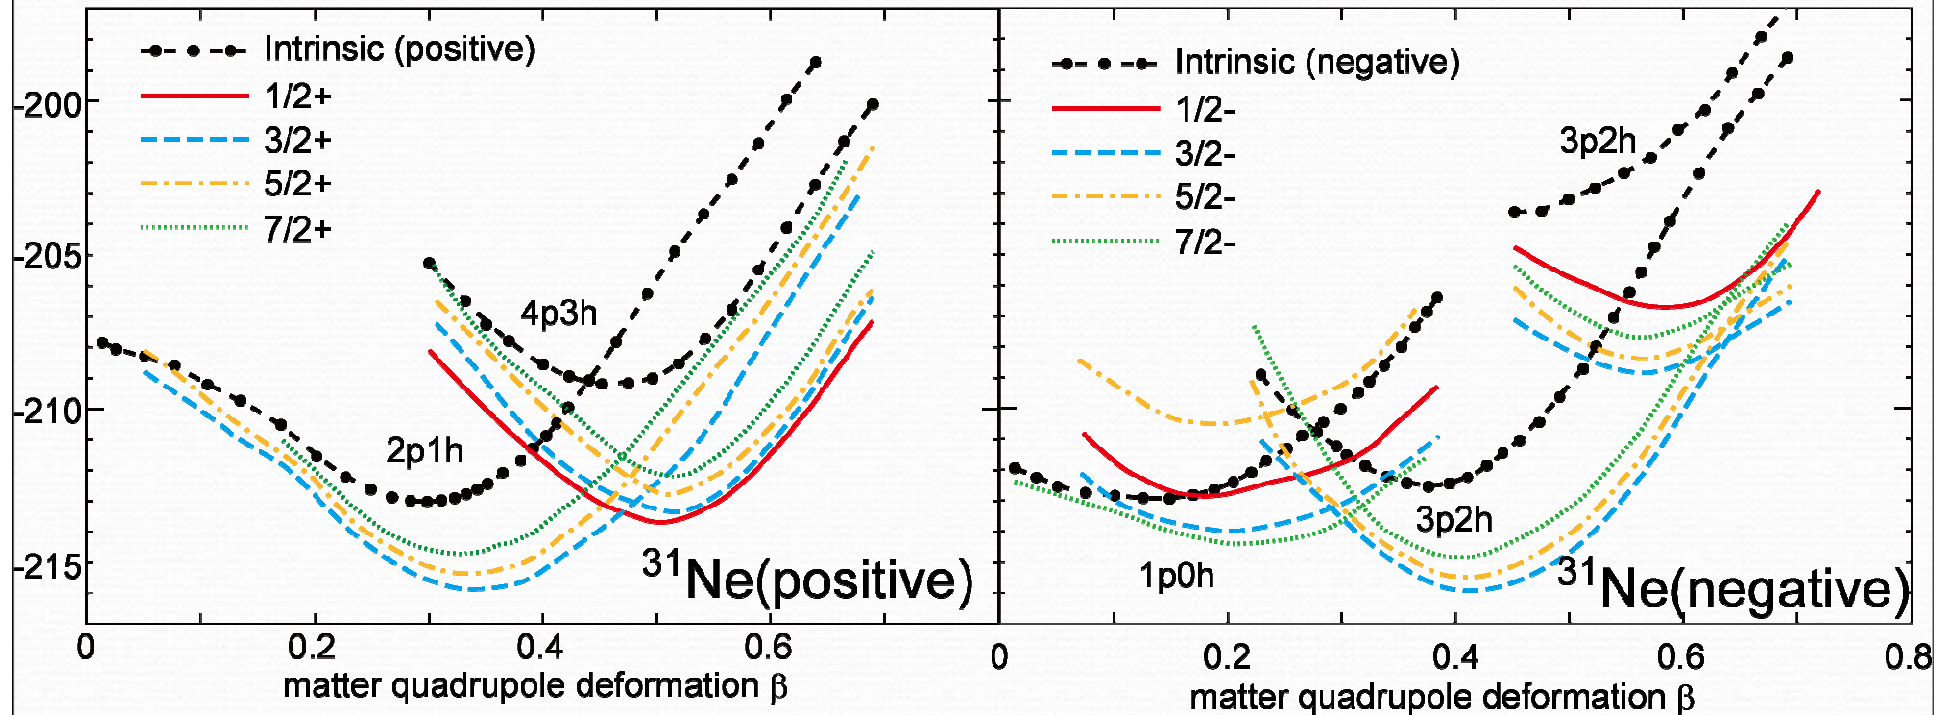 Intrinsic (positive)
1/2+
3/2+
5/2+
7/2+
-200
-205
-210
-215
4p3h
2p1h
31Ne(positive)
0
0.2
0.4
0.6
matter quadrupole deformation β
Intrinsic (negative)
1/2-
3/2-
5/2-
7/2-
3p2h
3p2h
1p0h
31Ne(negative)
0
0.2
0.4
0.6
0.8
matter quadrupole deformation β